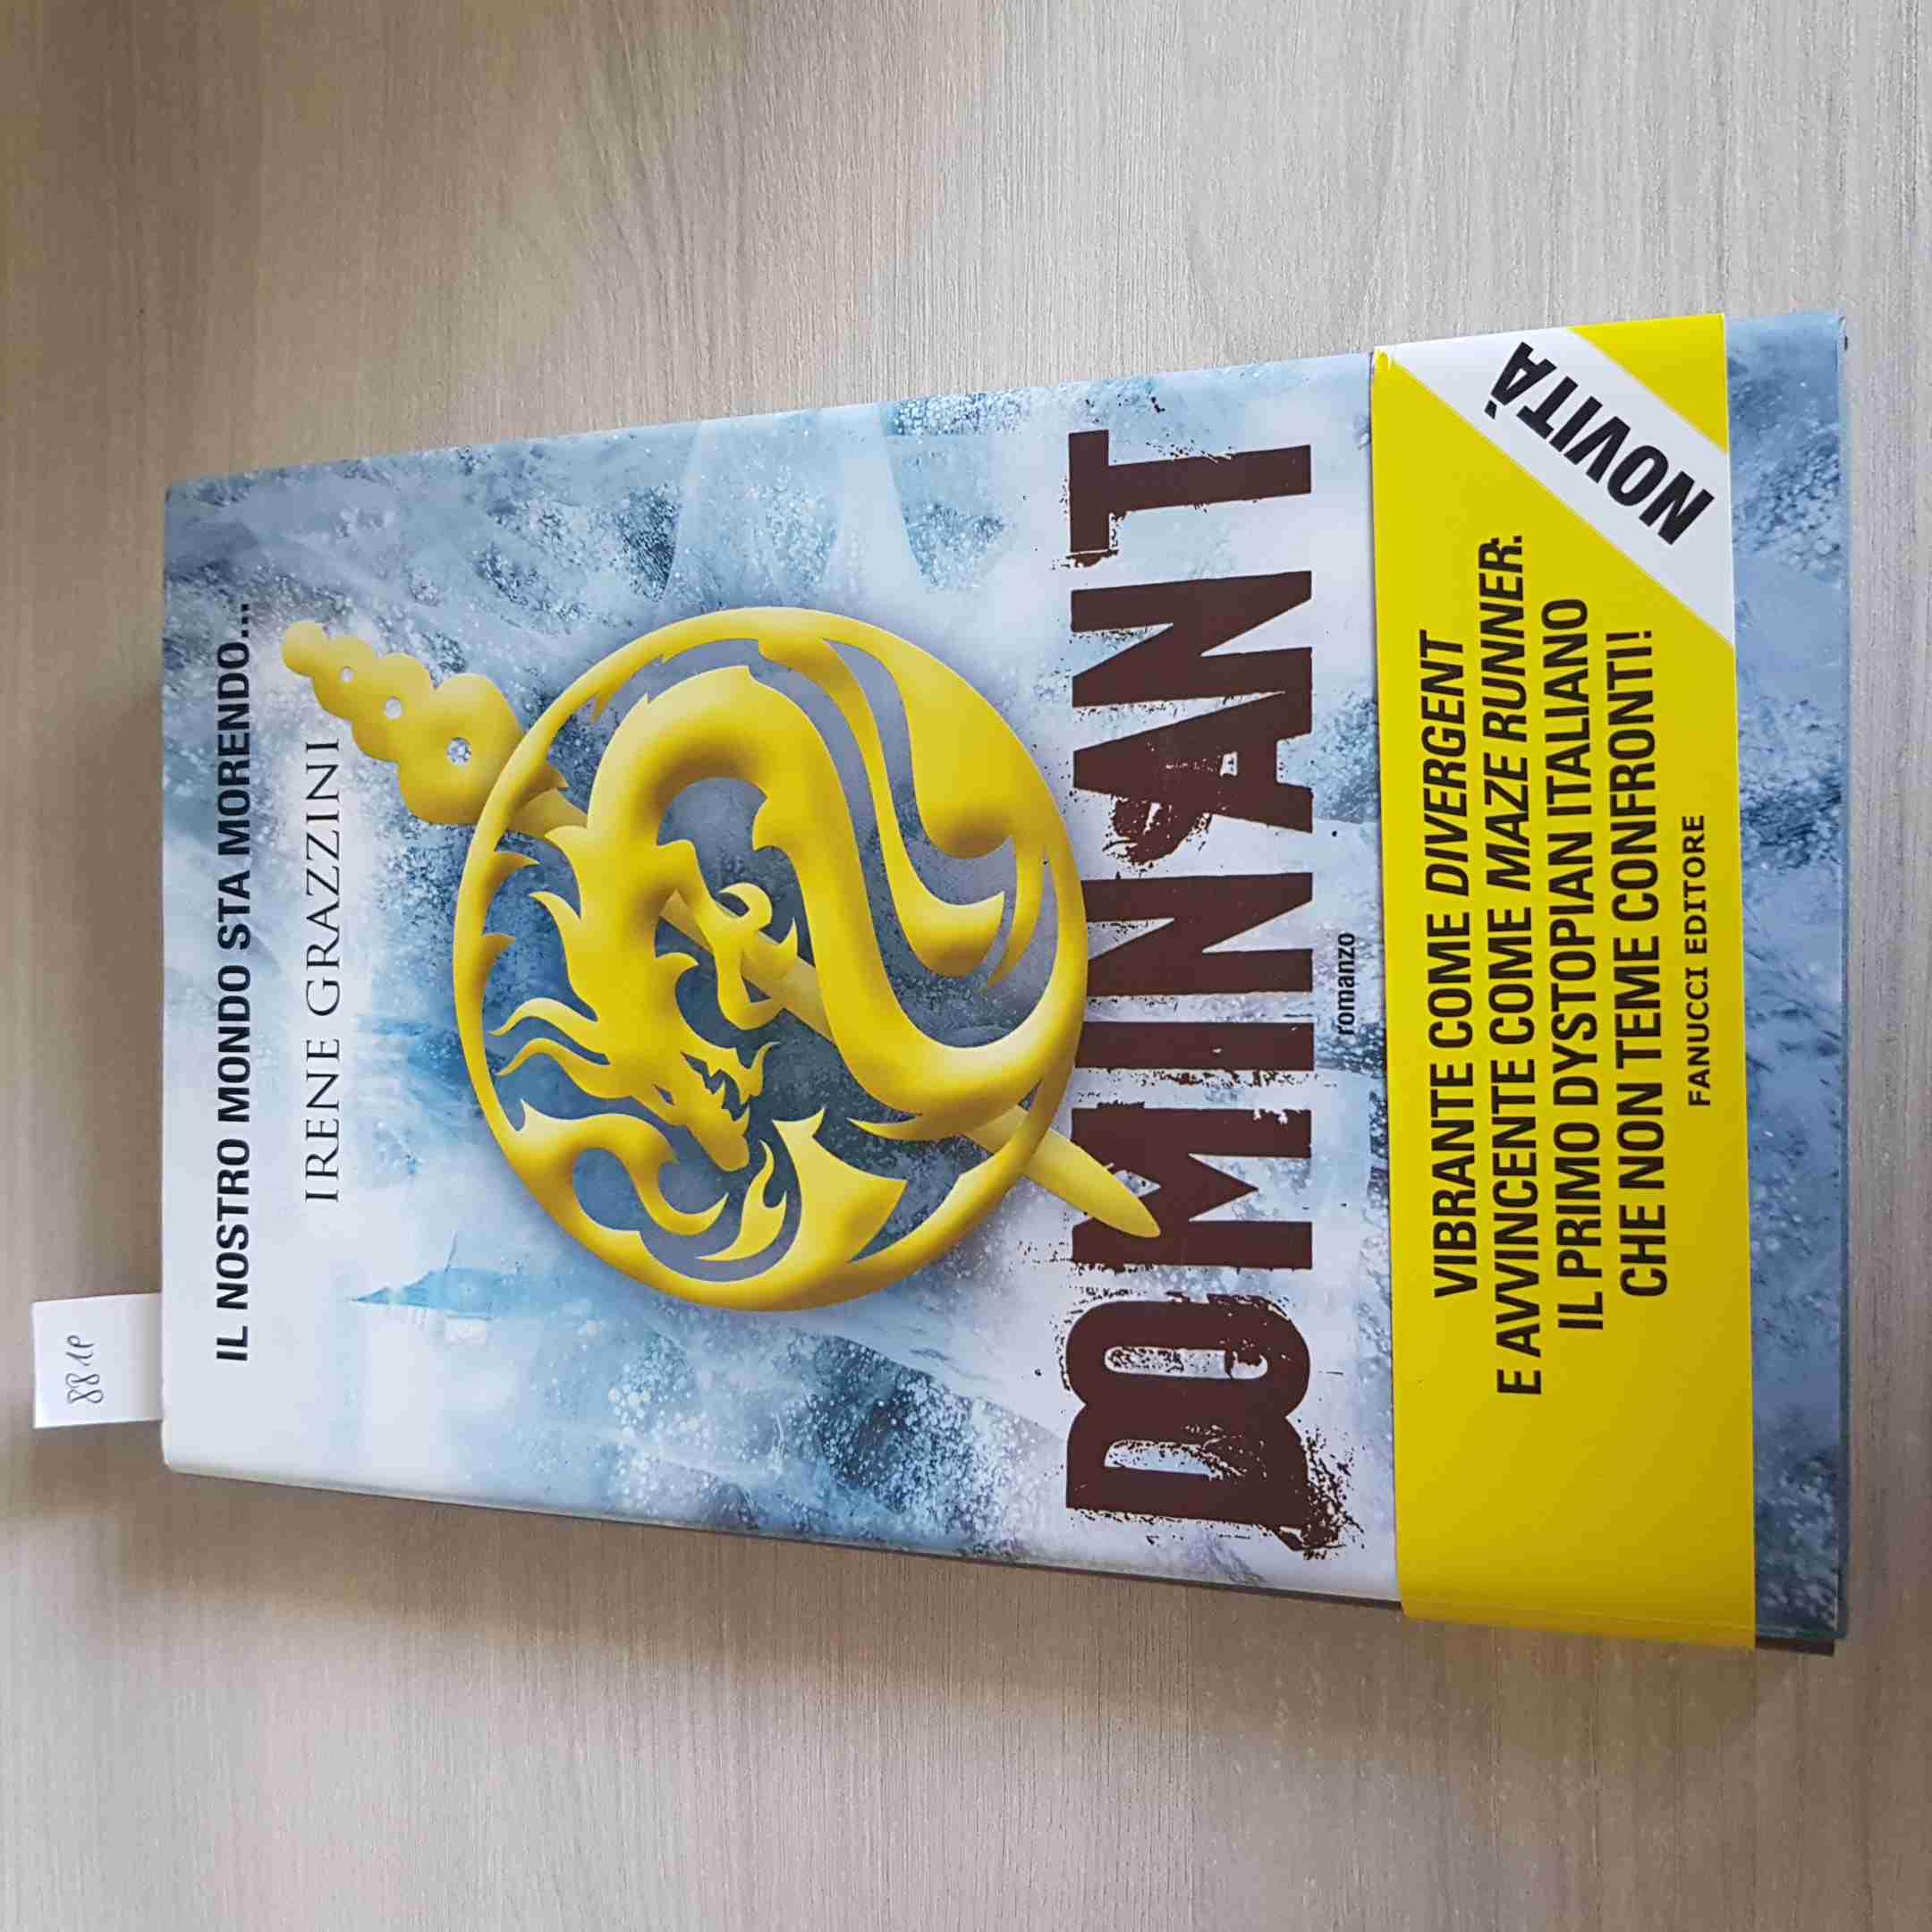 IL NOSTRO MONDO STA MORENDO...
IRENE GRAZZINI
DOMINANT
romanzo
NOVITÀ
VIBRANTE COME DIVERGENT
E AVVINCENTE COME MAZE RUNNER.
IL PRIMO DYSTOPIAN ITALIANO
CHE NON TEME CONFRONTI!
FANUCCI EDITORE